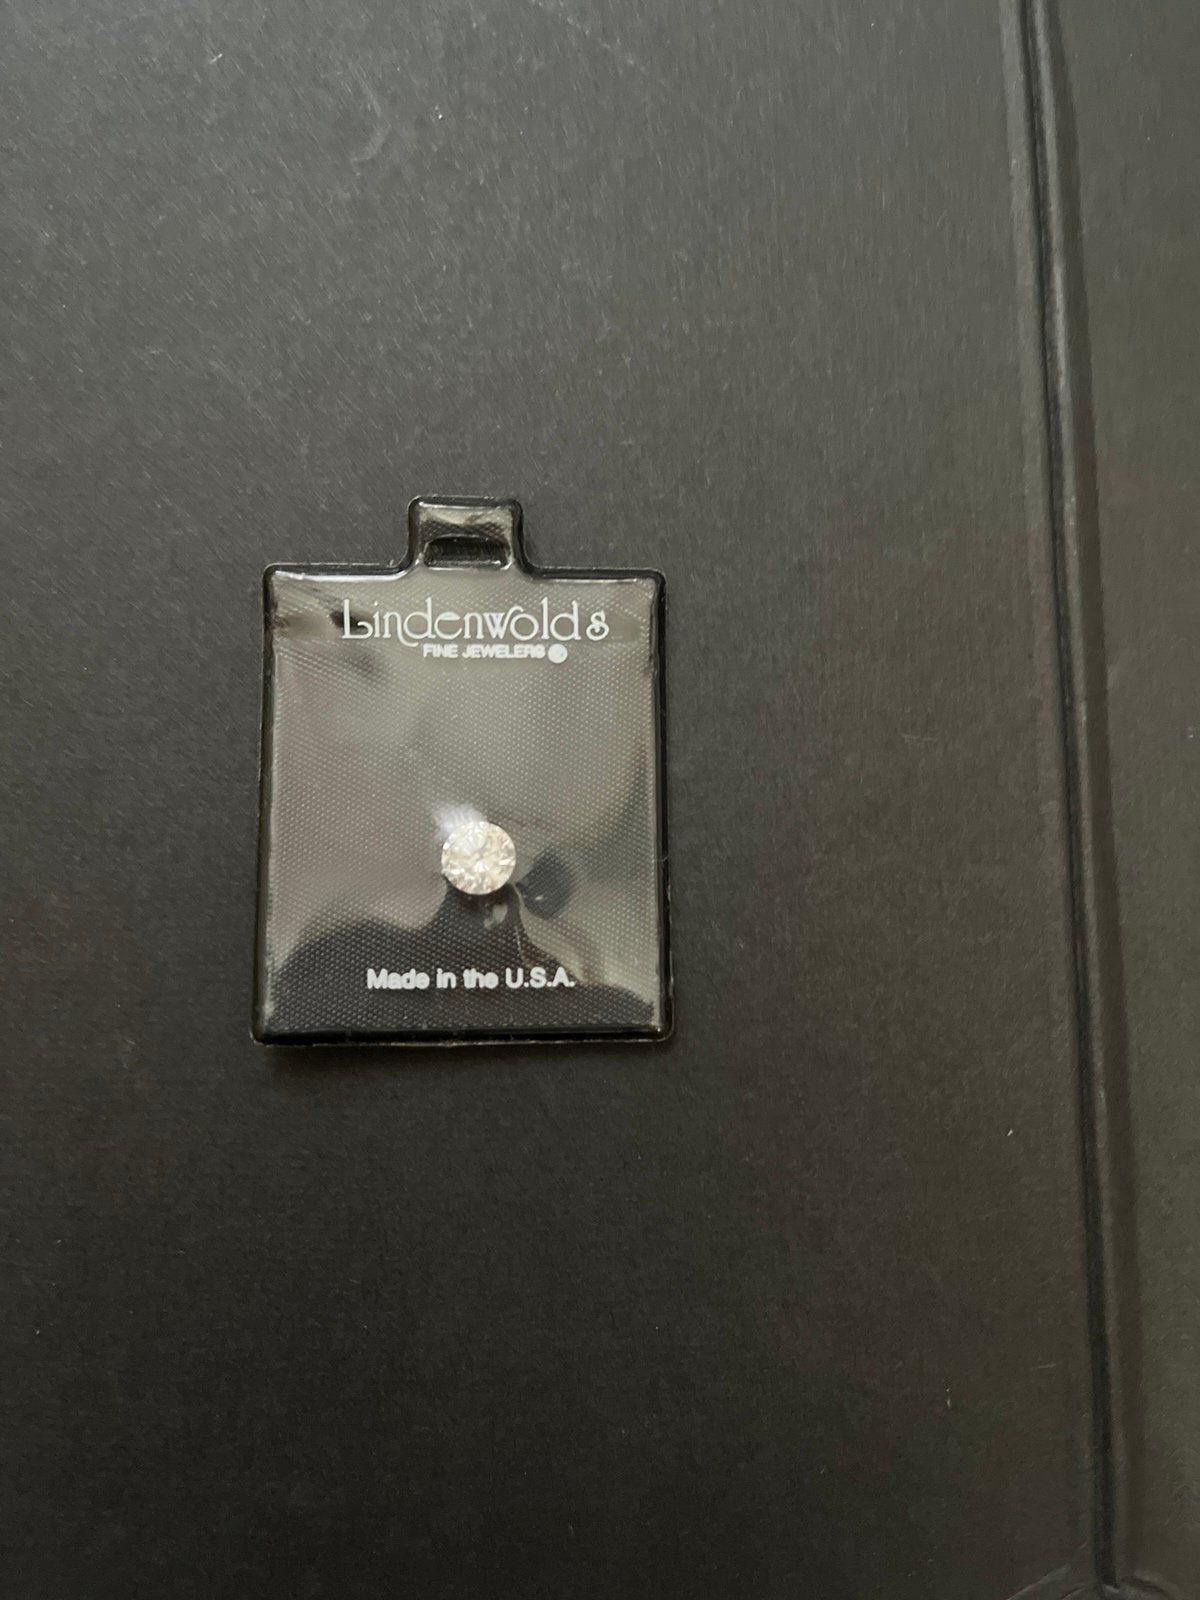 Lindenwolds
FINE JEWELERS
Made in the U.S.A.